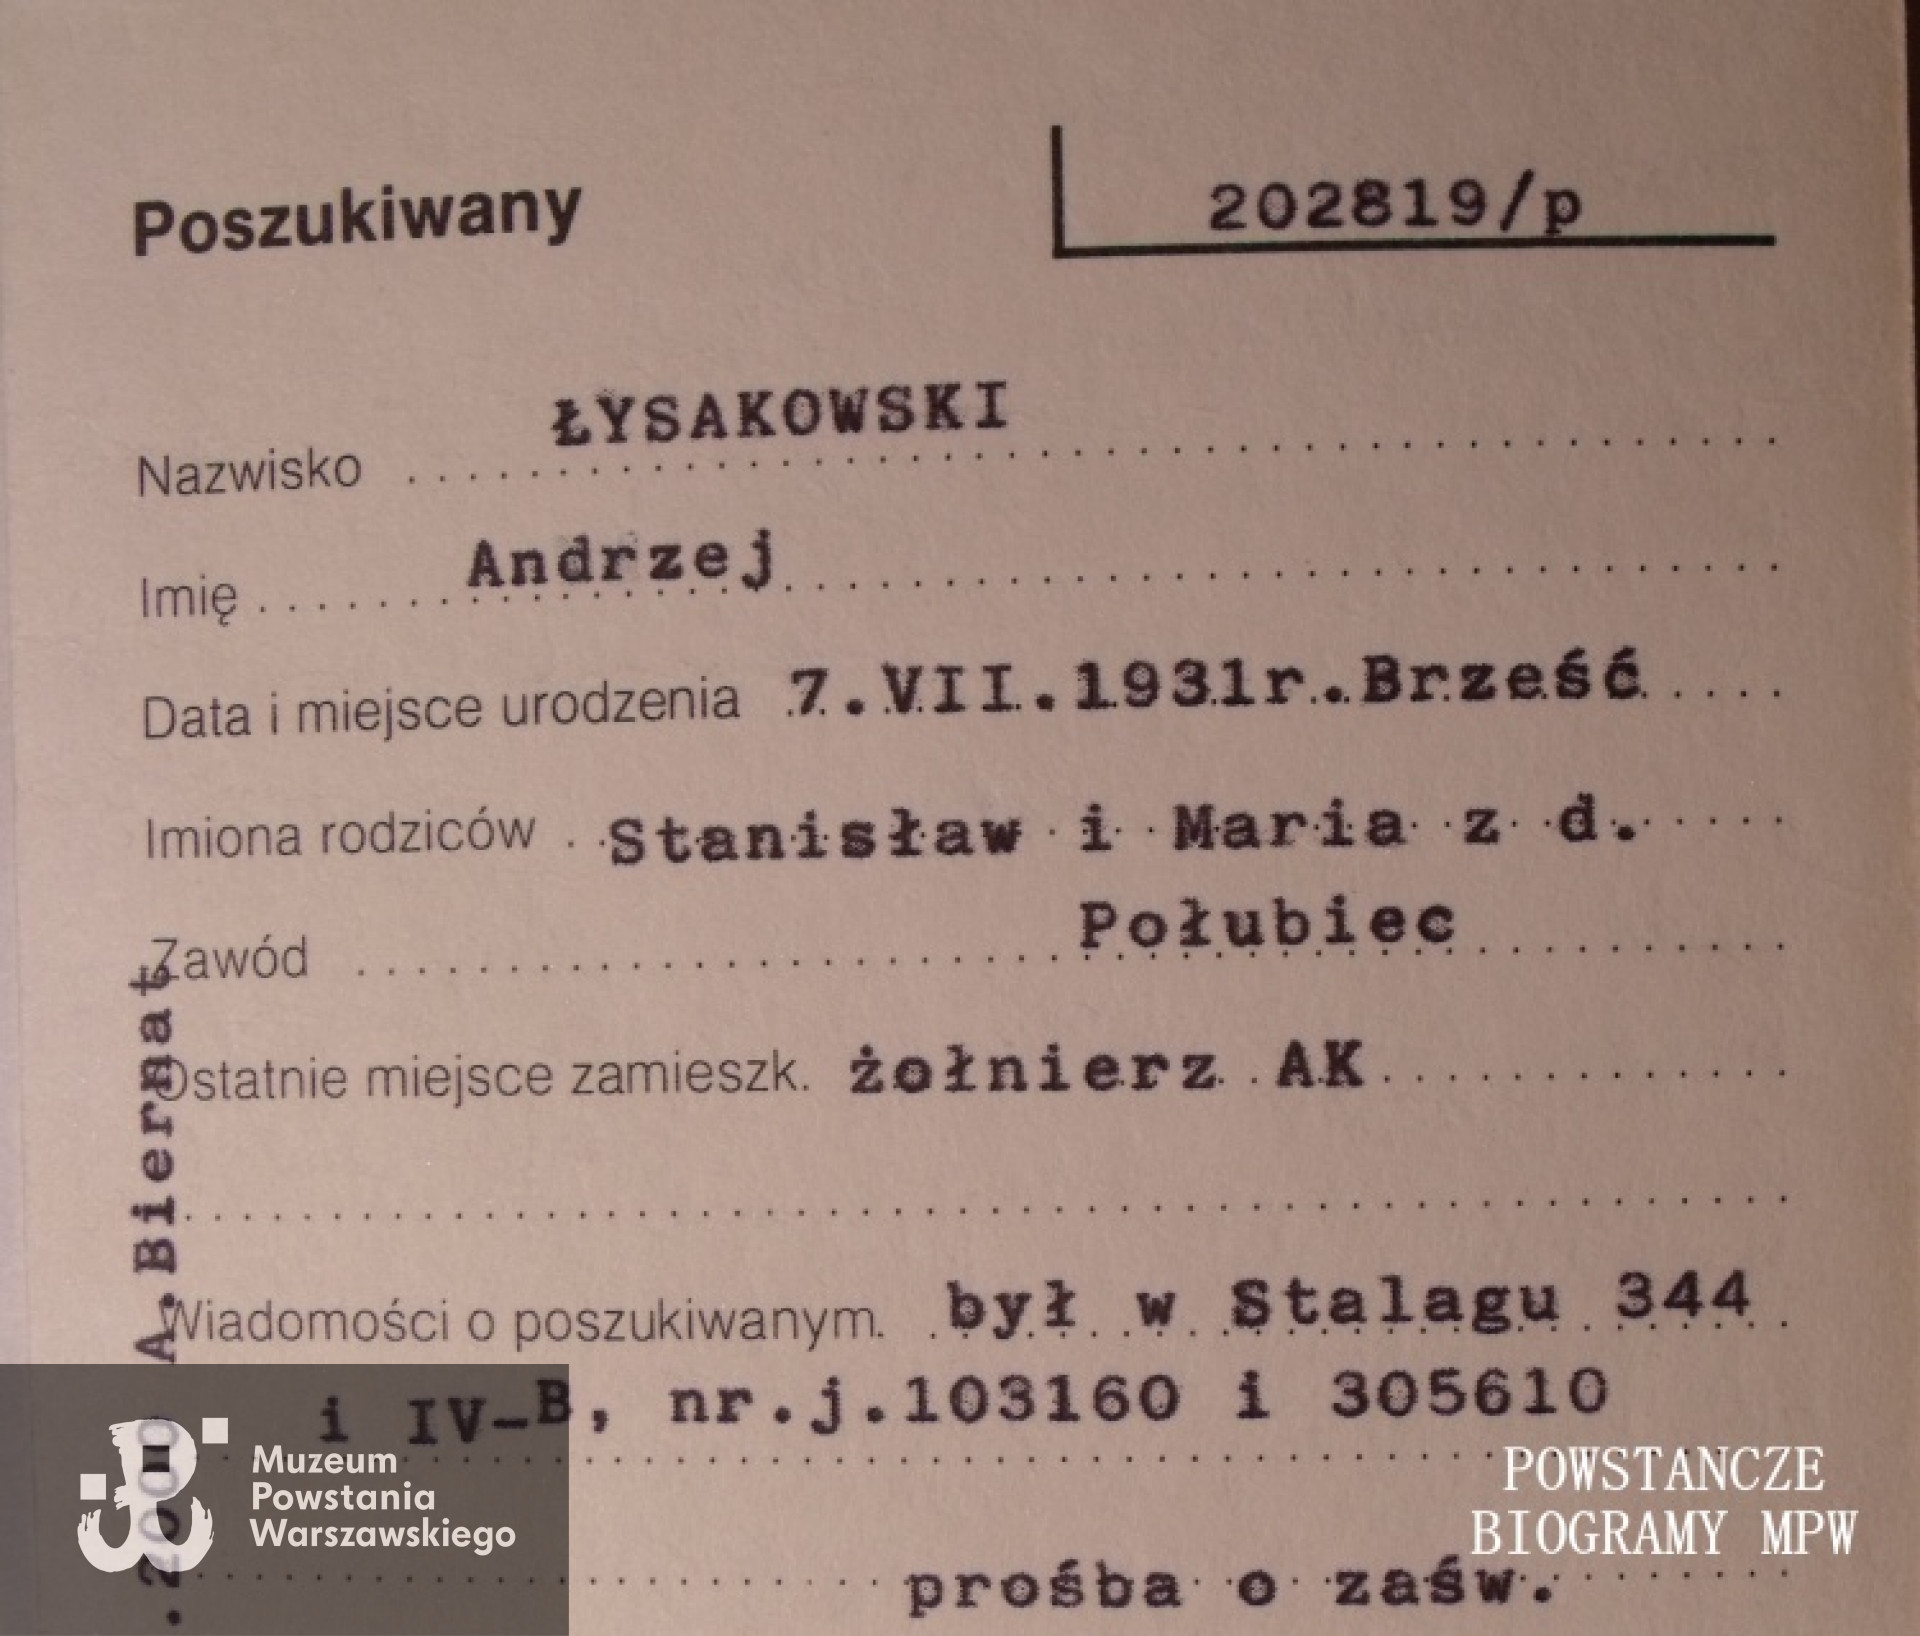 Poszukiwany
202819/p
ŁYSAKOWSKI
Nazwisko
Imię Andrzej
Data i miejsce urodzenia 7.VII.1931r.Brześć
Imiona rodziców Stanisław i Maria z d.
Połubiec
Zawód
Ostatnie miejsce zamieszk. żołnierz AK
Wiadomości o poszukiwanym. był w Stalagu 344
i IV-B, nr.j.103160 i 305610
prośba o zaśw.
A.Biernat
Muzeum
Powstania
Warszawskiego
POWSTANCZE
BIOGRAMY MPW